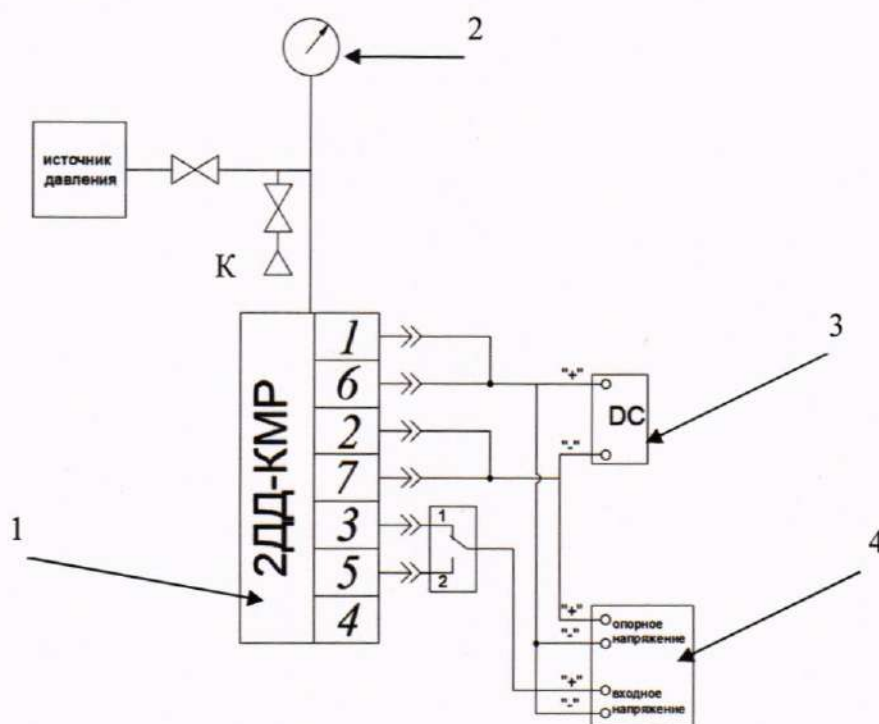 2
источник
давления
К
3
1
2ДД-КМР
1
6
2
7
3
5
4
"+"
DC
"-"
1
2
4
"+"
опорное
"-"
напряжение
"+"
входное
"-"
напряжение